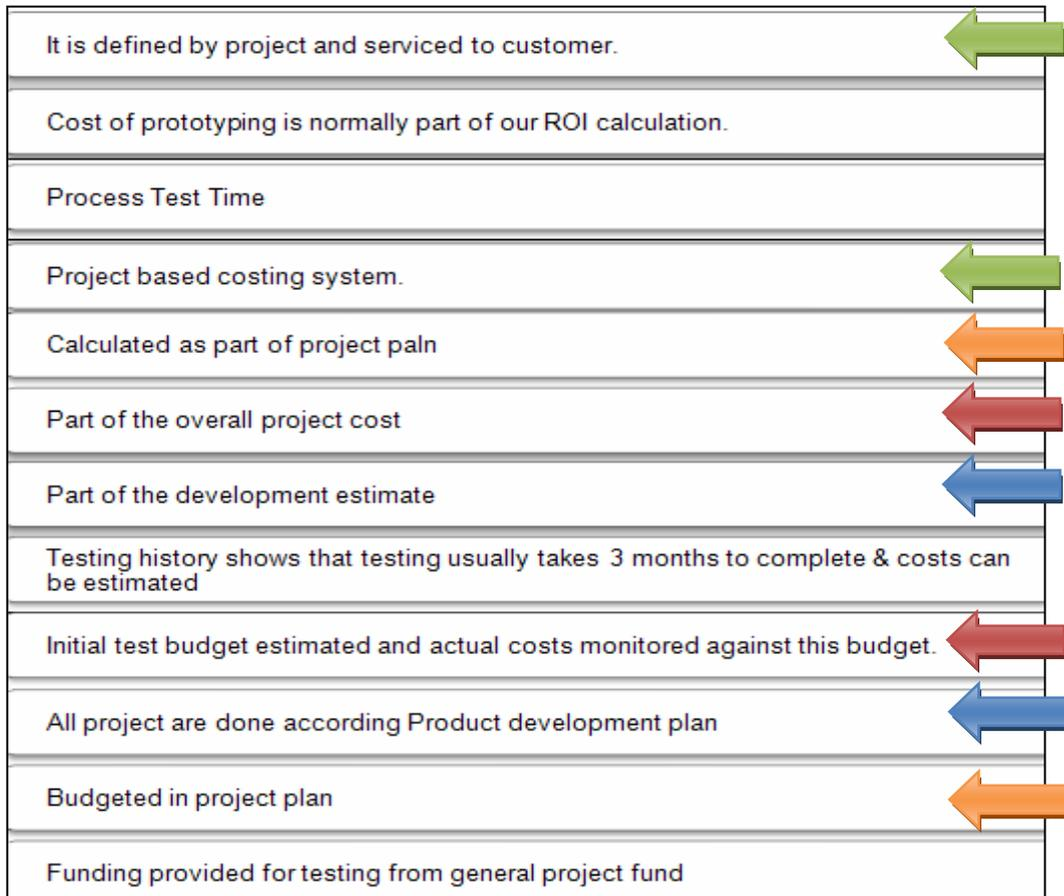 It is defined by project and serviced to customer.
Cost of prototyping is normally part of our ROI calculation.
Process Test Time
Project based costing system.
Calculated as part of project paln
Part of the overall project cost
Part of the development estimate
Testing history shows that testing usually takes 3 months to complete & costs can
be estimated
Initial test budget estimated and actual costs monitored against this budget.
All project are done according Product development plan
Budgeted in project plan
Funding provided for testing from general project fund